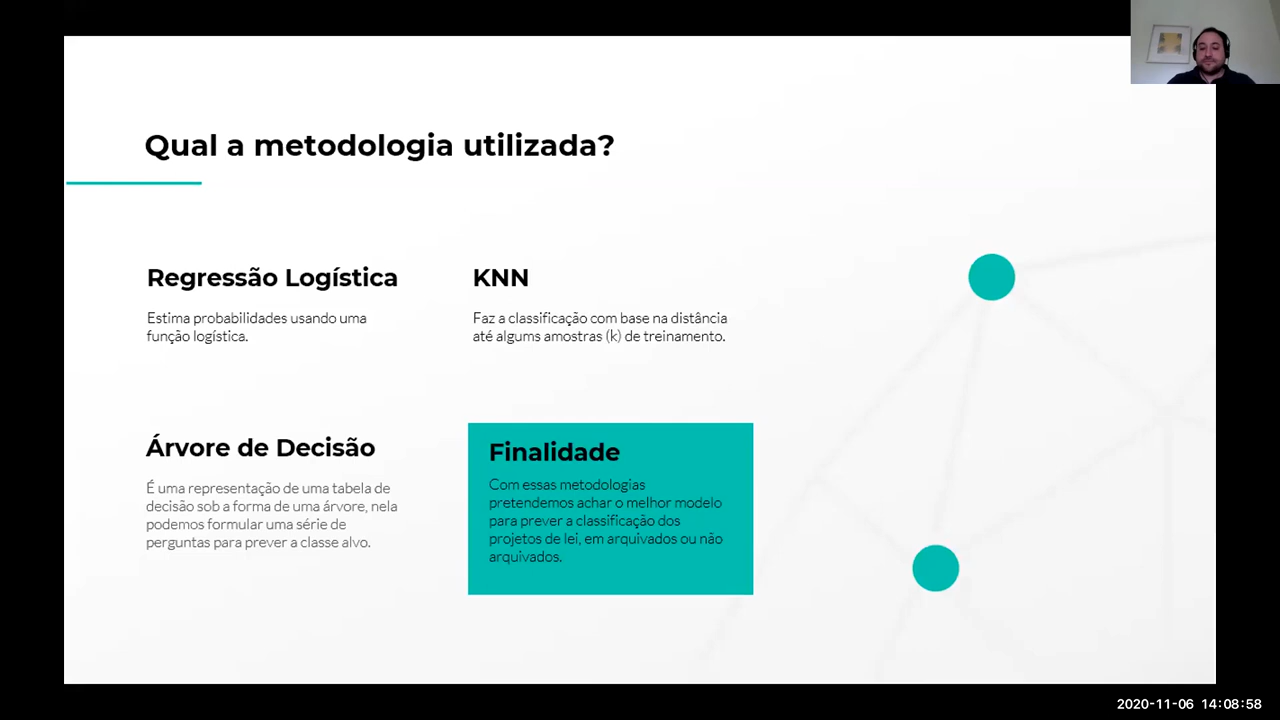 Qual a metodologia utilizada?
Regressão Logística
Estima probabilidades usando uma
função logística.
KNN
Faz a classificação com base na distância
até algums amostras (k) de treinamento.
Árvore de Decisão
É uma representação de uma tabela de
decisão sob a forma de uma árvore, nela
podemos formular uma série de
perguntas para prever a classe alvo.
Finalidade
Com essas metodologias
pretendemos achar o melhor modelo
para prever a classificação dos
projetos de lei, em arquivados ou não
arquivados.
2020-11-06 14:08:58